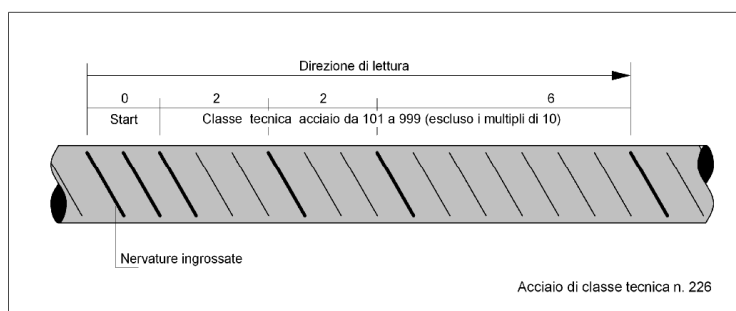 Direzione di lettura
0 2 2 6
Start Classe tecnica acciaio da 101 a 999 (escluso i multipli di 10)
Nervature ingrossate
Acciaio di classe tecnica n. 226